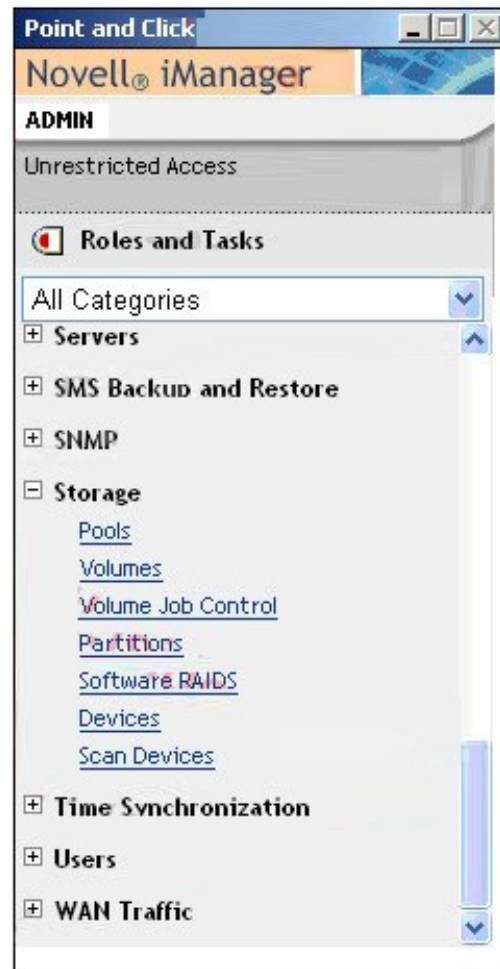 Point and Click
Novell® iManager
ADMIN
Unrestricted Access
Roles and Tasks
All Categories
Servers
SMS Backup and Restore
SNMP
Storage
Pools
Volumes
Volume Job Control
Partitions
Software RAIDS
Devices
Scan Devices
Time Synchronization
Users
WAN Traffic